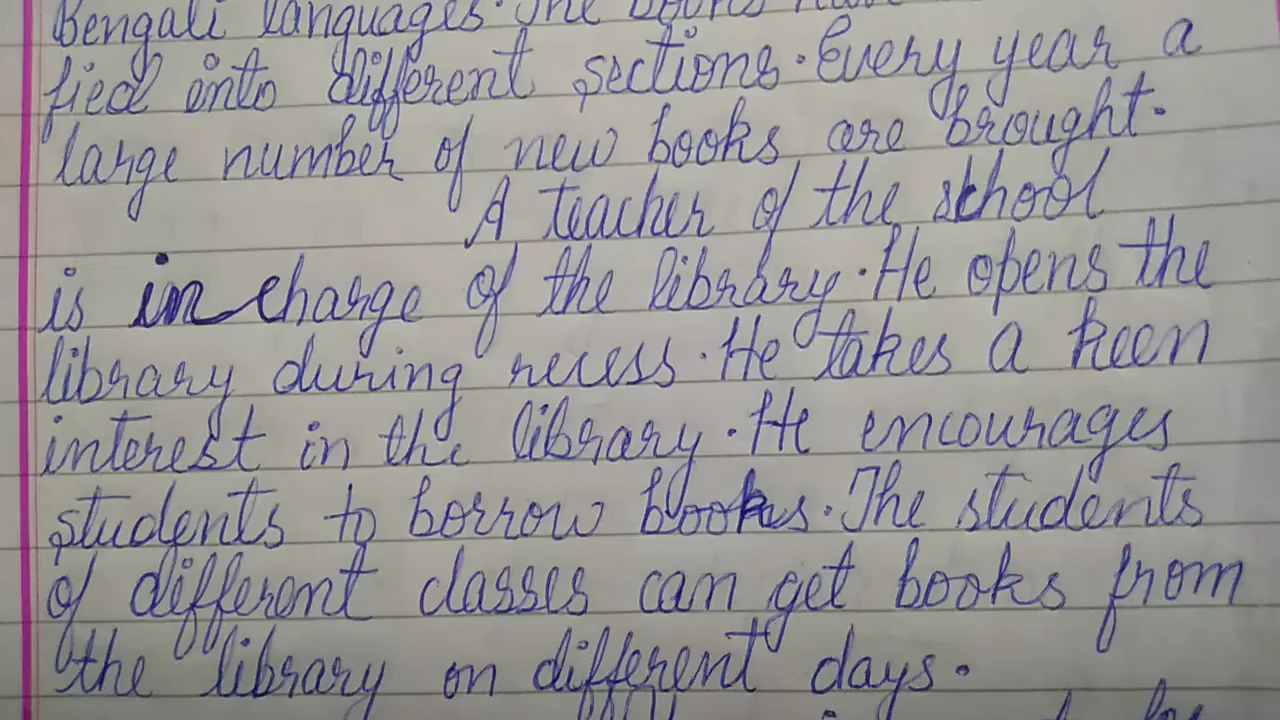 Bengali languages. The books have
fied into different sections. Every year a
large number of new books are brought.
A teacher of the school
is in charge of the library. He opens the
library during recess. He takes a keen
interest in the library. He encourages
students to borrow books. The students
of different classes can get books from
the library on different days.